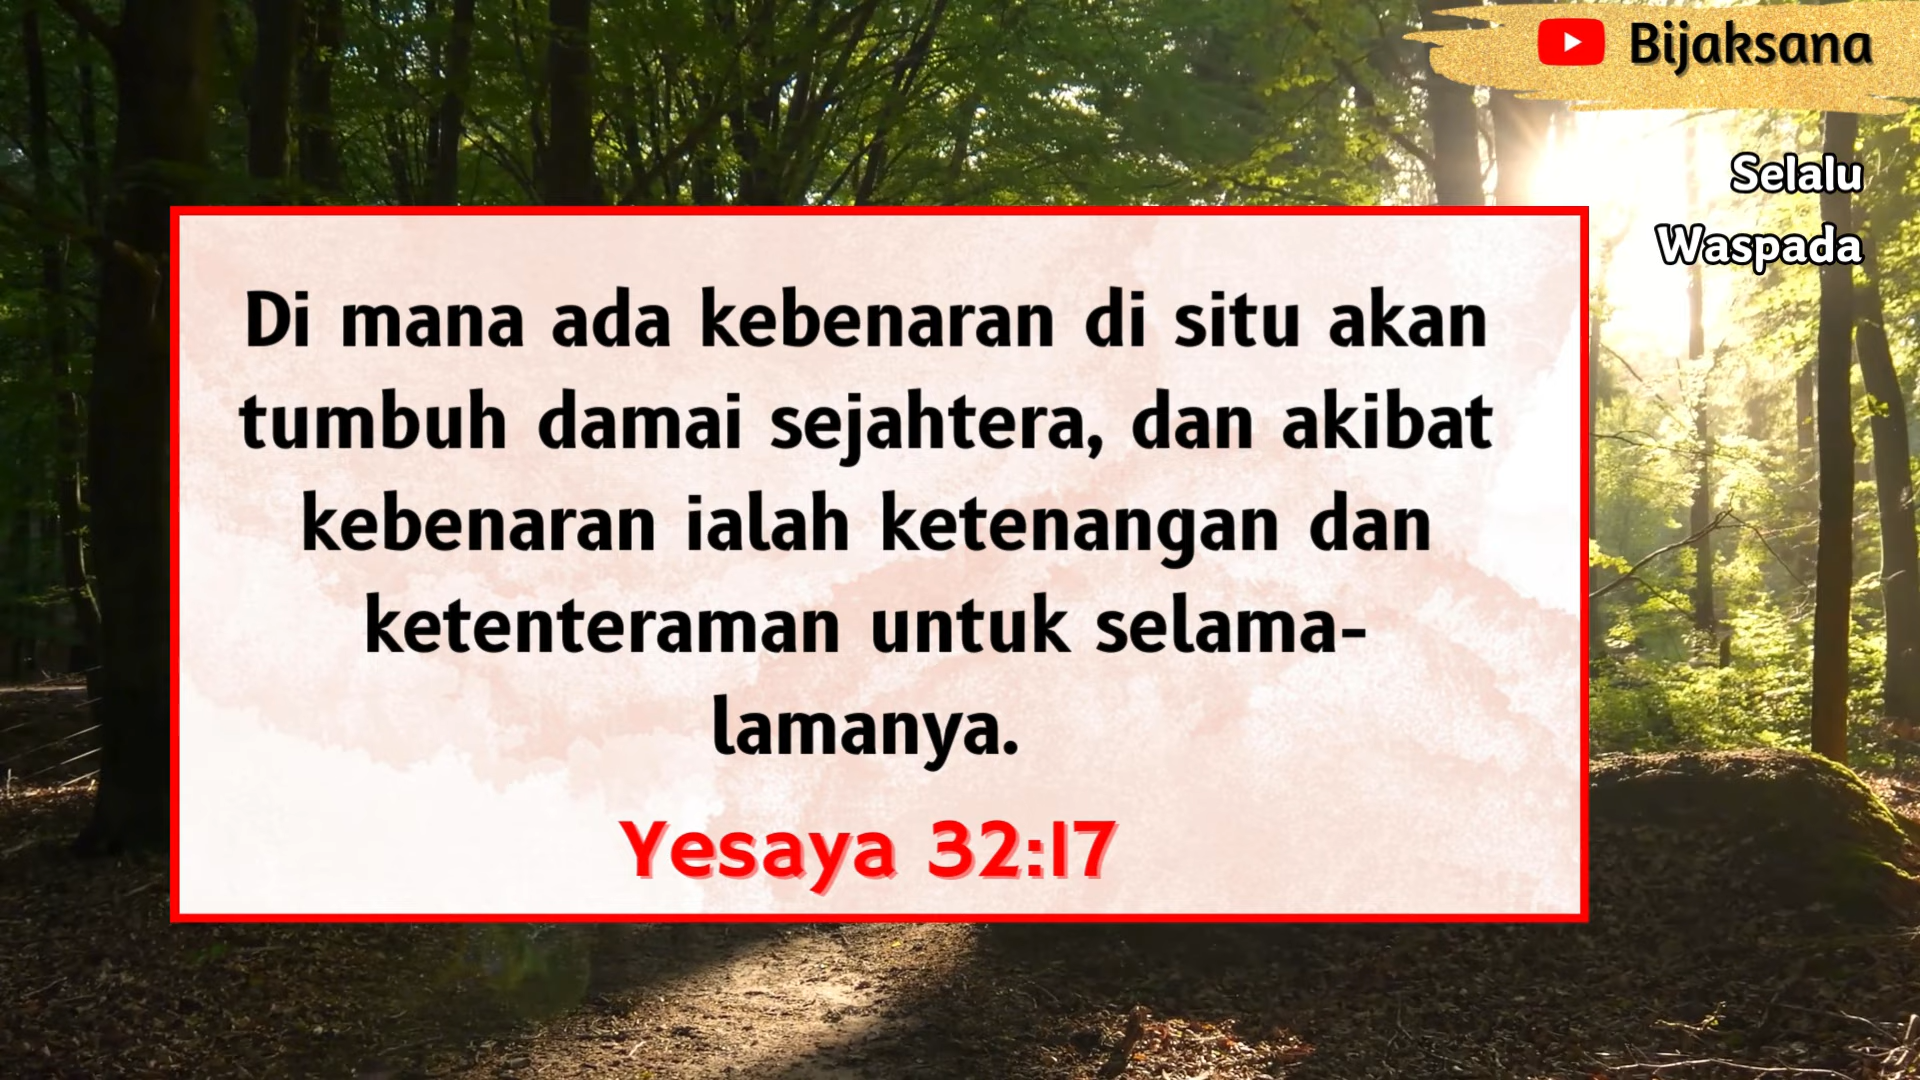 Bijaksana
Selalu
Waspada
Di mana ada kebenaran di situ akan
tumbuh damai sejahtera, dan akibat
kebenaran ialah ketenangan dan
ketenteraman untuk selama-
lamanya.
Yesaya 32:17